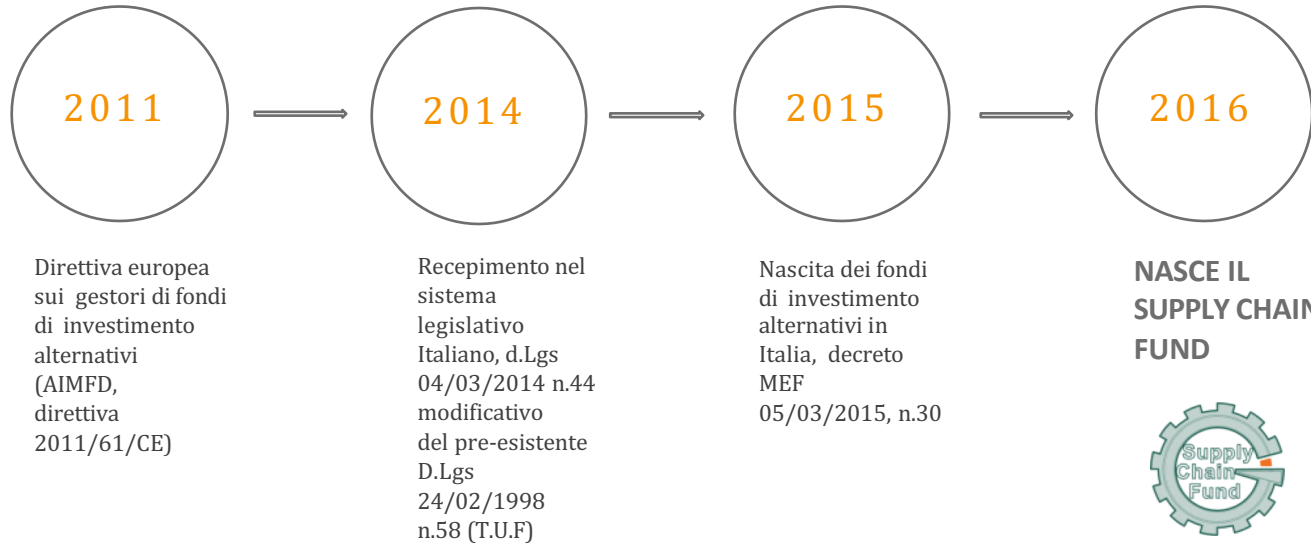 2011
Direttiva europea
sui gestori di fondi
di investimento
alternativi
(AIMFD,
direttiva
2011/61/CE)
2014
Recepimento nel
sistema
legislativo
Italiano, d.Lgs
04/03/2014 n.44
modificativo
del pre-esistente
D.Lgs
24/02/1998
n.58 (T.U.F)
2015
Nascita dei fondi
di investimento
alternativi in
Italia, decreto
MEF
05/03/2015, n.30
2016
NASCE IL
SUPPLY CHAIN
FUND
Supply
Chain
Fund